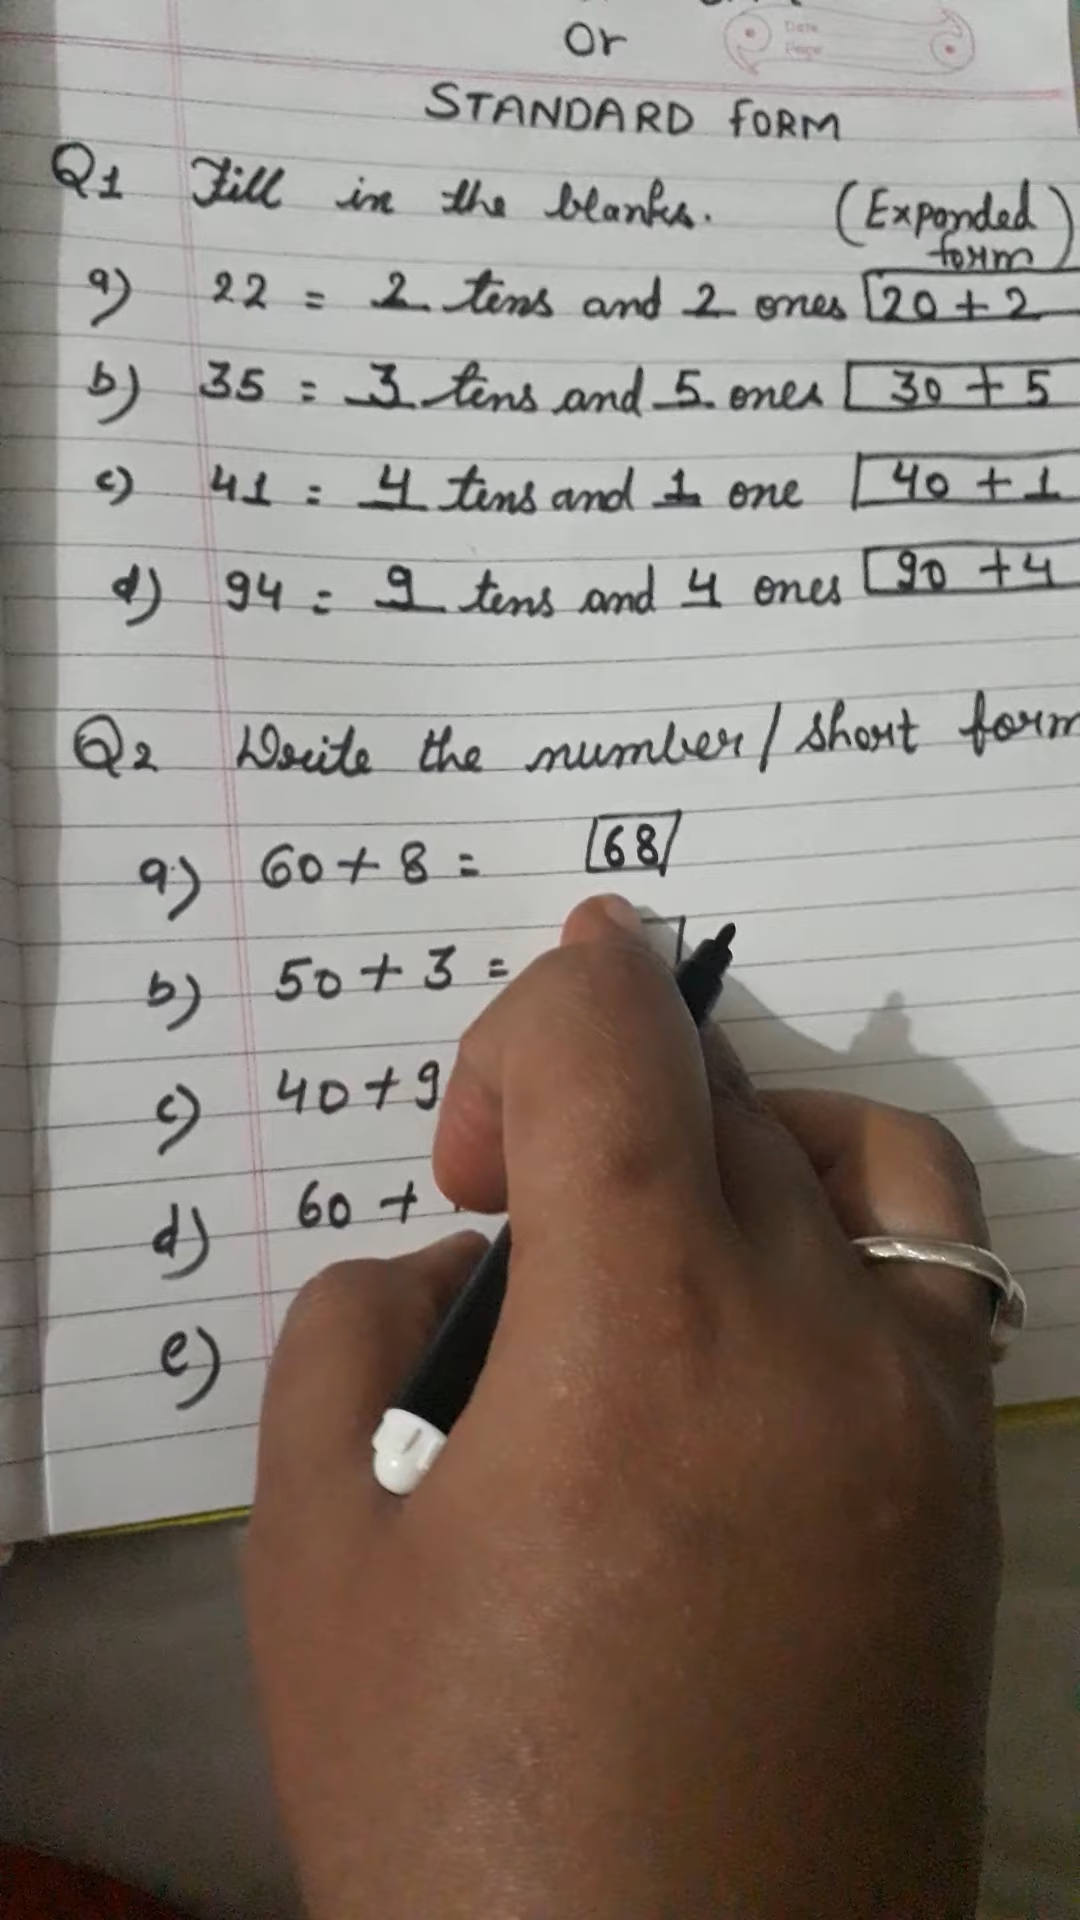 Or
Date
Page
STANDARD FORM
Q1 Fill in the blanks. (Expanded form)
a) 22 = 2 tens and 2 ones 20 + 2
b) 35 = 3 tens and 5 ones 30 + 5
c) 41 = 4 tens and 1 one 40 + 1
d) 94 = 9 tens and 4 ones 90 + 4
Q2 Write the number/short form
a) 60 + 8 = 68
b) 50 + 3 =
c) 40 + 9
d) 60 +
e)